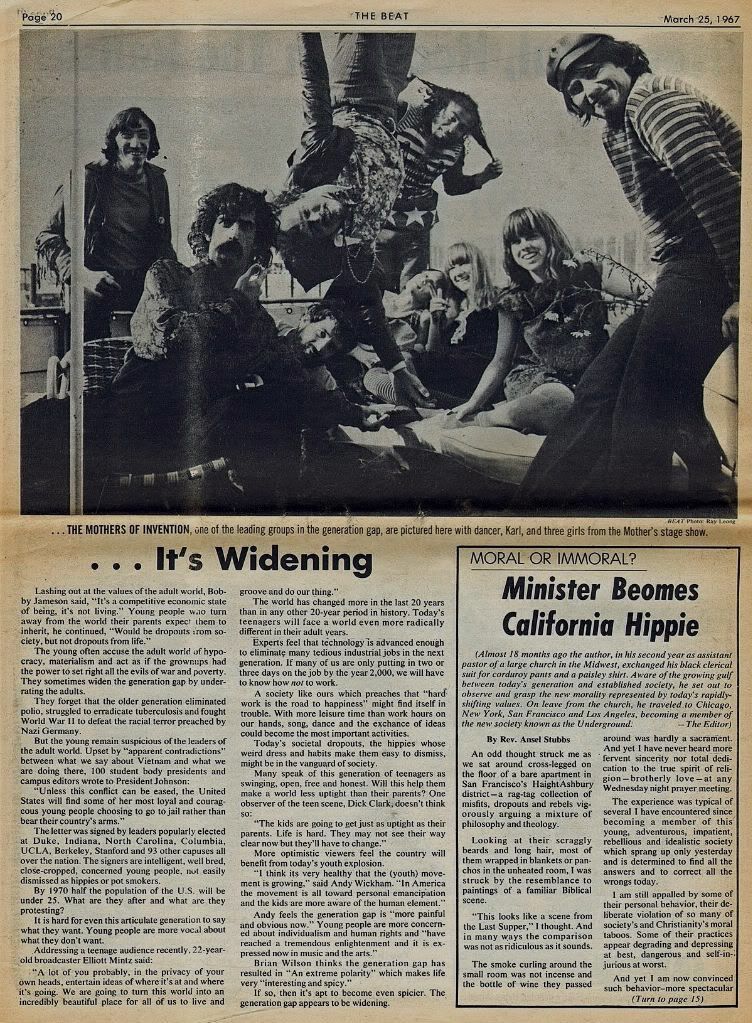 Page 20
THE BEAT
March 25, 1967
BEAT Photo: Ray Leong
. . . THE MOTHERS OF INVENTION, one of the leading groups in the generation gap, are pictured here with dancer, Karl, and three girls from the Mother's stage show.
. . . It's Widening
Lashing out at the values of the adult world, Bob-
by Jameson said, "It's a competitive economic state
of being, it's not living." Young people who turn
away from the world their parents expect them to
inherit, he continued, "Would be dropouts from so-
ciety, but not dropouts from life."
The young often accuse the adult world of hypo-
cracy, materialism and act as if the grownups had
the power to set right all the evils of war and poverty.
They sometimes widen the generation gap by under-
rating the adults.
They forget that the older generation eliminated
polio, struggled to eradicate tuberculosis and fought
World War II to defeat the racial terror preached by
Nazi Germany.
But the young remain suspicious of the leaders of
the adult world. Upset by "apparent contradictions"
between what we say about Vietnam and what we
are doing there, 100 student body presidents and
campus editors wrote to President Johnson:
"Unless this conflict can be eased, the United
States will find some of her most loyal and courag-
eous young people choosing to go to jail rather than
bear their country's arms."
The letter was signed by leaders popularly elected
at Duke, Indiana, North Carolina, Columbia,
UCLA, Berkeley, Stanford and 93 other capuses all
over the nation. The signers are intelligent, well bred,
close-cropped, concerned young people, not easily
dismissed as hippies or pot smokers.
By 1970 half the population of the U.S. will be
under 25. What are they after and what are they
protesting?
It is hard for even this articulate generation to say
what they want. Young people are more vocal about
what they don't want.
Addressing a teenage audience recently, 22-year-
old broadcaster Elliott Mintz said:
"A lot of you probably, in the privacy of your
own heads, entertain ideas of where it's at and where
it's going. We are going to turn this world into an
incredibly beautiful place for all of us to live and
groove and do our thing."
The world has changed more in the last 20 years
than in any other 20-year period in history. Today's
teenagers will face a world even more radically
different in their adult years.
Experts feel that technology is advanced enough
to eliminate many tedious industrial jobs in the next
generation. If many of us are only putting in two or
three days on the job by the year 2,000, we will have
to know how not to work.
A society like ours which preaches that "hard
work is the road to happiness" might find itself in
trouble. With more leisure time than work hours on
our hands, song, dance and the exchange of ideas
could become the most important activities.
Today's societal dropouts, the hippies whose
weird dress and habits make them easy to dismiss,
might be in the vanguard of society.
Many speak of this generation of teenagers as
swinging, open, free and honest. Will this help them
make a world less uptight than their parents? One
observer of the teen scene, Dick Clark, doesn't think
so:
"The kids are going to get just as uptight as their
parents. Life is hard. They may not see their way
clear now but they'll have to change."
More optimistic viewers feel the country will
benefit from today's youth explosion.
"I think it's very healthy that the (youth) move-
ment is growing," said Andy Wickham. "In America
the movement is all toward personal emancipation
and the kids are more aware of the human element."
Andy feels the generation gap is "more painful
and obvious now." Young people are more concern-
ed about individualism and human rights and "have
reached a tremendous enlightenment and it is ex-
pressed now in music and the arts."
Brian Wilson thinks the generation gap has
resulted in "An extreme polarity" which makes life
very "interesting and spicy."
If so, then it's apt to become even spicier. The
generation gap appears to be widening.
MORAL OR IMMORAL?
Minister Beomes
California Hippie
(Almost 18 months ago the author, in his second year as assistant
pastor of a large church in the Midwest, exchanged his black clerical
suit for corduroy pants and a paisley shirt. Aware of the growing gulf
between today's generation and established society, he set out to
observe and grasp the new morality represented by today's rapidly-
shifting values. On leave from the church, he traveled to Chicago,
New York, San Francisco and Los Angeles, becoming a member of
the new society known as the Underground. —The Editor)
By Rev. Ansel Stubbs
An odd thought struck me as
we sat around cross-legged on
the floor of a bare apartment in
San Francisco's Haight/Ashbury
district—a rag-tag collection of
misfits, dropouts and rebels vig-
orously arguing a mixture of
philosophy and theology.
Looking at their scraggly
beards and long hair, most of
them wrapped in blankets or pan-
chos in the unheated room, I was
struck by the resemblance to
paintings of a familiar Biblical
scene.
"This looks like a scene from
the Last Supper," I thought. And
in many ways the comparison
was not as ridiculous as it sounds.
The smoke curling around the
small room was not incense and
the bottle of wine they passed
around was hardly a sacrament.
And yet I have never heard more
fervent sincerity nor total dedi-
cation to the true spirit of reli-
gion—brotherly love—at any
Wednesday night prayer meeting.
The experience was typical of
several I have encountered since
becoming a member of this
young, adventurous, impatient,
rebellious and idealistic society
which sprang up only yesterday
and is determined to find all the
answers and to correct all the
wrongs today.
I am still appalled by some of
their personal behavior, their de-
liberate violation of so many of
society's and Christianity's moral
taboos. Some of their practices
appear degrading and depressing
at best, dangerous and self-in-
jurious at worst.
And yet I am now convinced
such behavior—more spectacular
(Turn to page 15)